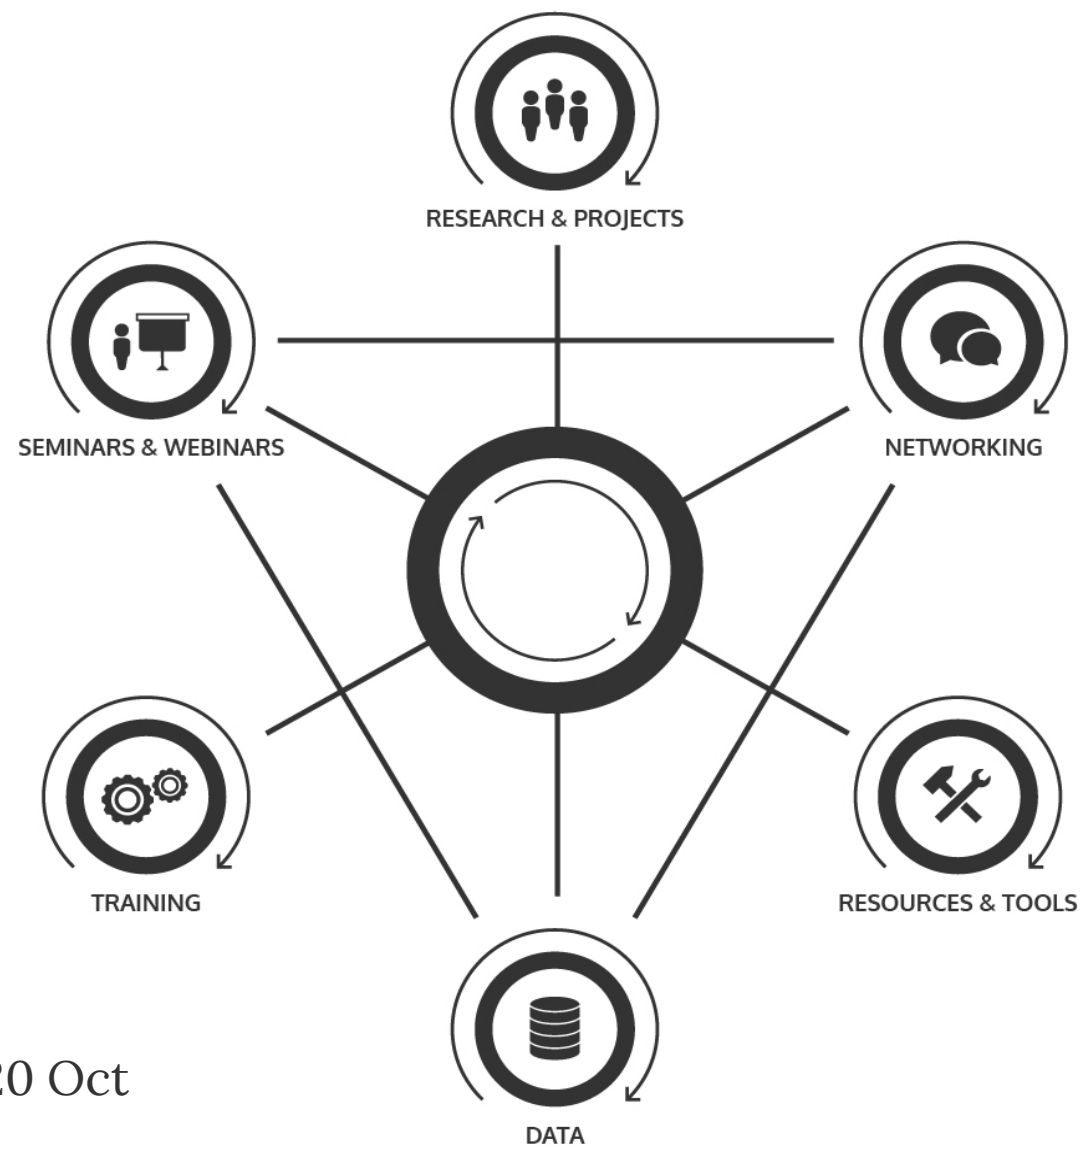 RESEARCH & PROJECTS
SEMINARS & WEBINARS
NETWORKING
TRAINING
RESOURCES & TOOLS
20 Oct
DATA